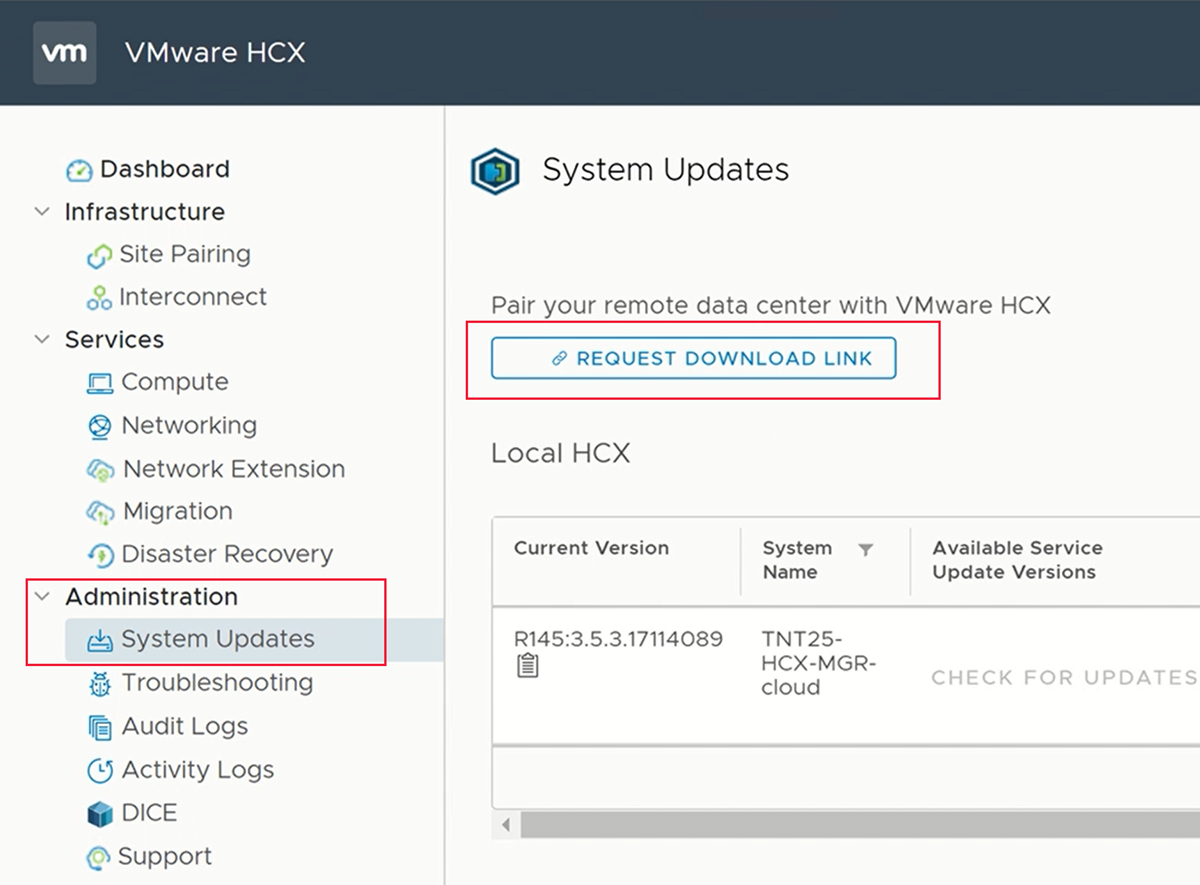 vm
VMware HCX
Dashboard
Infrastructure
Site Pairing
Interconnect
Services
Compute
Networking
Network Extension
Migration
Disaster Recovery
Administration
System Updates
Troubleshooting
Audit Logs
Activity Logs
DICE
Support
System Updates
Pair your remote data center with VMware HCX
REQUEST DOWNLOAD LINK
Local HCX
Current Version
System
Name
Available Service
Update Versions
R145:3.5.3.17114089
TNT25-
HCX-MGR-
cloud
CHECK FOR UPDATES